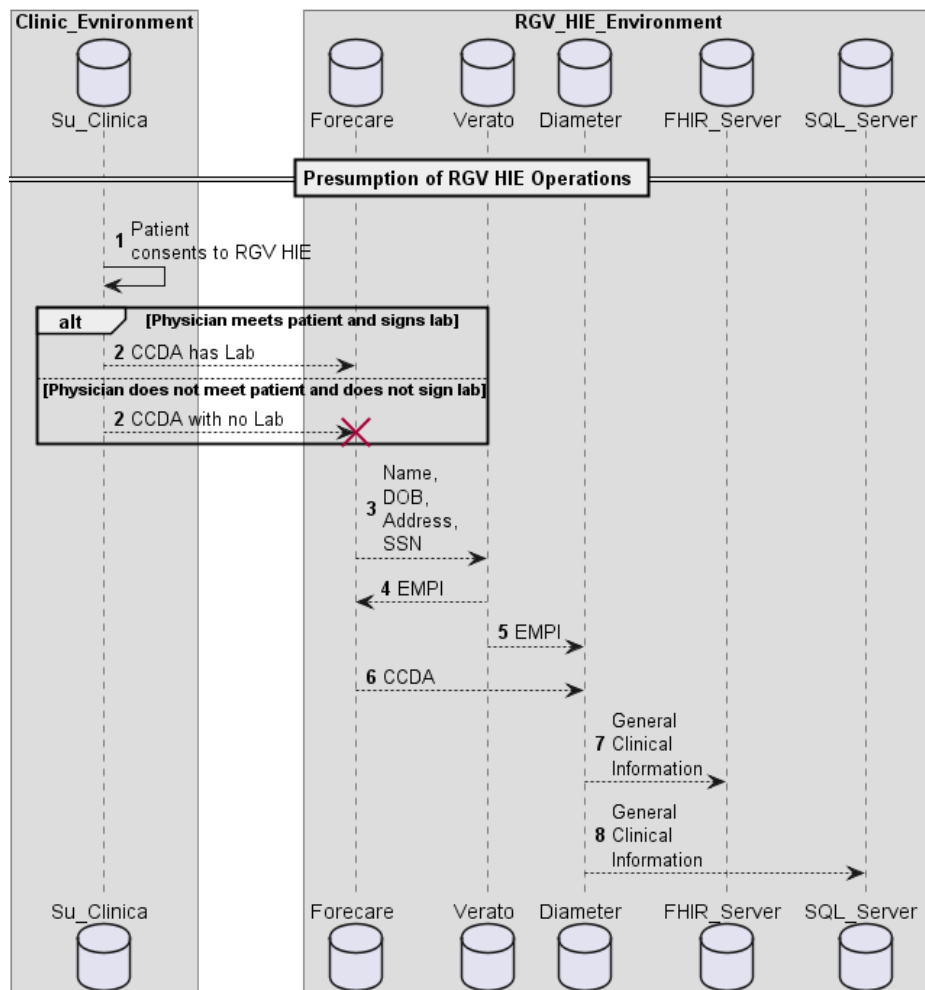 Clinic_Evnironment
RGV_HIE_Environment
Su_Clinica
Forecare
Verato
Diameter
FHIR_Server
SQL_Server
Presumption of RGV HIE Operations
1 Patient
consents to RGV HIE
alt [Physician meets patient and signs lab]
2 CCDA has Lab
[Physician does not meet patient and does not sign lab]
2 CCDA with no Lab
3 Name,
DOB,
Address,
SSN
4 EMPI
5 EMPI
6 CCDA
7 General
Clinical
Information
8 General
Clinical
Information
Su_Clinica
Forecare
Verato
Diameter
FHIR_Server
SQL_Server